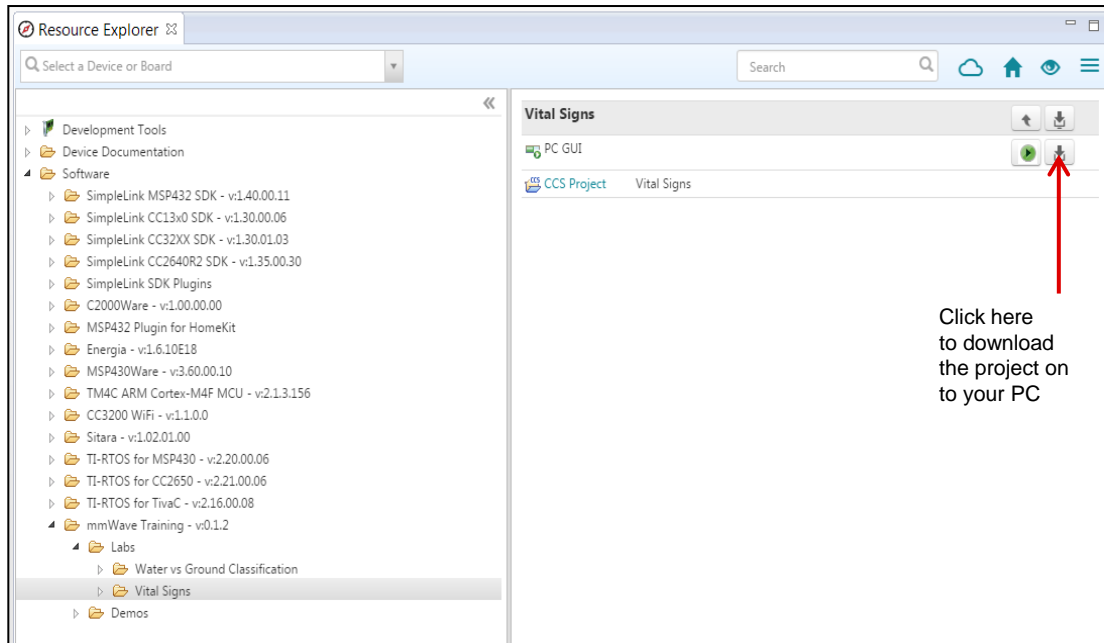 Resource Explorer
Select a Device or Board
Search
Development Tools
Device Documentation
Software
SimpleLink MSP432 SDK - v:1.40.00.11
SimpleLink CC13x0 SDK - v:1.30.00.06
SimpleLink CC32XX SDK - v:1.30.01.03
SimpleLink CC2640R2 SDK - v:1.35.00.30
SimpleLink SDK Plugins
C2000Ware - v:1.00.00.00
MSP432 Plugin for HomeKit
Energia - v:1.6.10E18
MSP430Ware - v:3.60.00.10
TM4C ARM Cortex-M4F MCU - v:2.1.3.156
CC3200 WiFi - v:1.1.0.0
Sitara - v:1.02.01.00
TI-RTOS for MSP430 - v:2.20.00.06
TI-RTOS for CC2650 - v:2.21.00.06
TI-RTOS for TivaC - v:2.16.00.08
mmWave Training - v:0.1.2
Labs
Water vs Ground Classification
Vital Signs
Demos
Vital Signs
PC GUI
CCS CCS Project Vital Signs
Click here
to download
the project on
to your PC